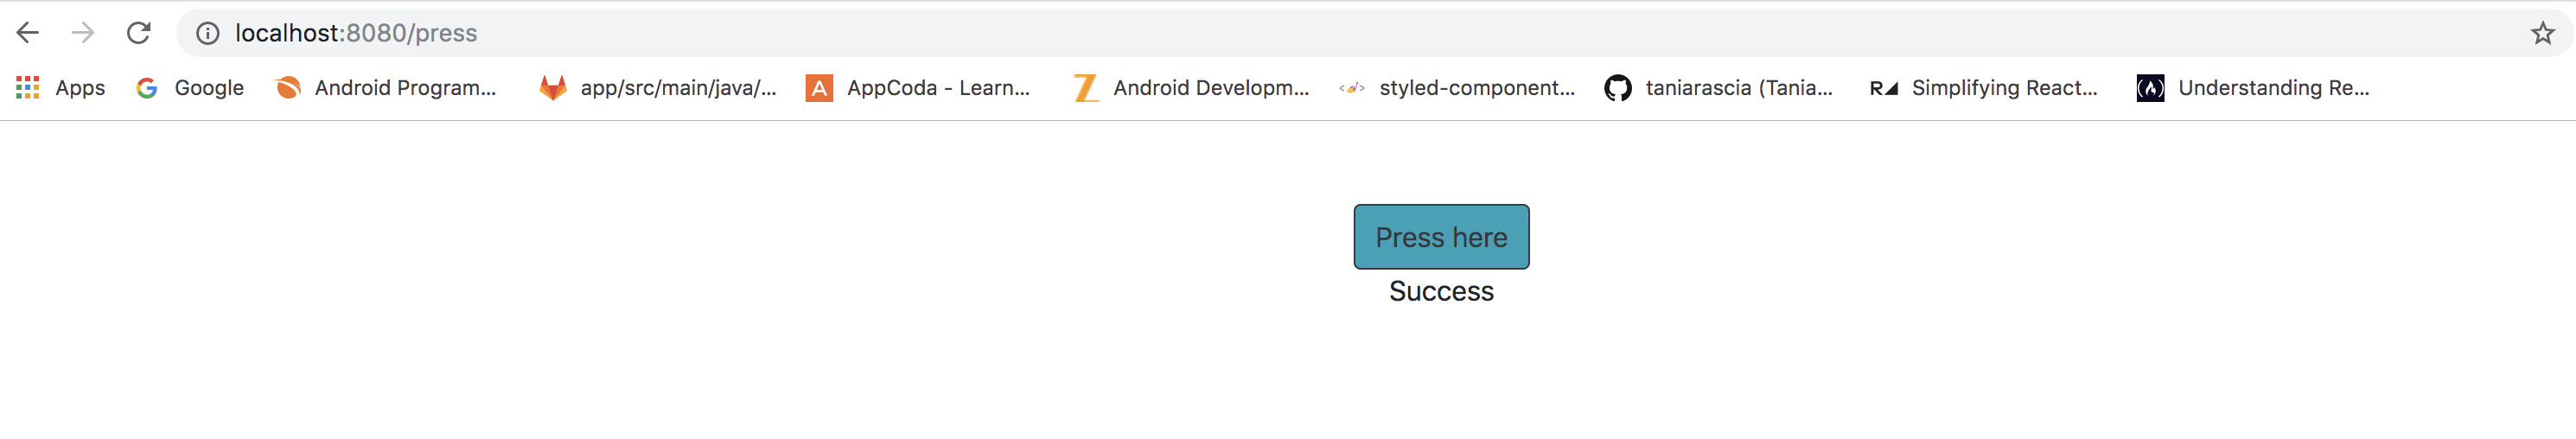 localhost:8080/press
Apps Google Android Program... app/src/main/java/... AppCoda - Learn... Android Developm... styled-component... taniarascia (Tania... Simplifying React... Understanding Re...
Press here
Success